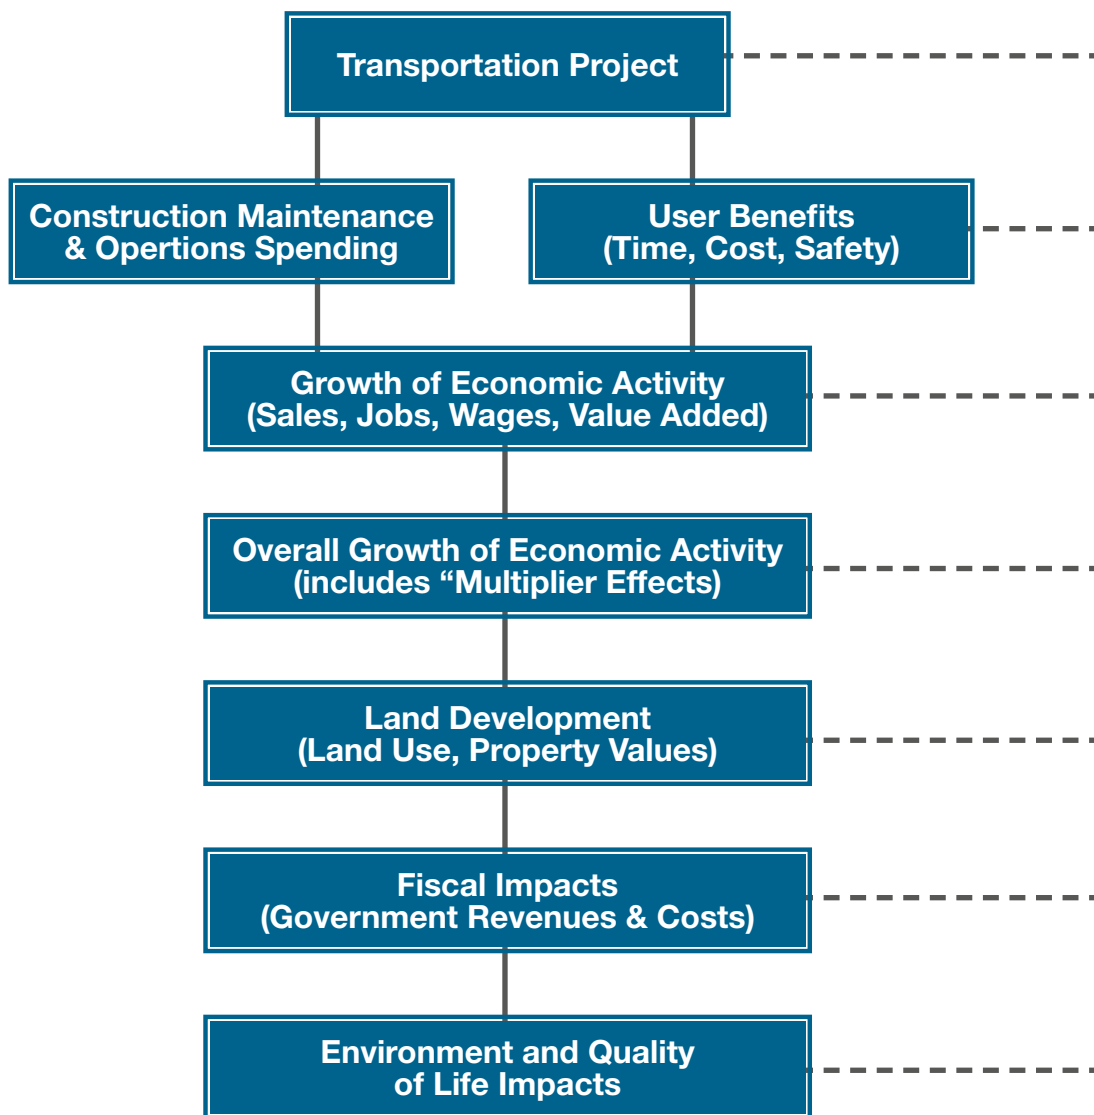 Transportation Project
Construction Maintenance
& Opertions Spending
User Benefits
(Time, Cost, Safety)
Growth of Economic Activity
(Sales, Jobs, Wages, Value Added)
Overall Growth of Economic Activity
(includes “Multiplier Effects)
Land Development
(Land Use, Property Values)
Fiscal Impacts
(Government Revenues & Costs)
Environment and Quality
of Life Impacts